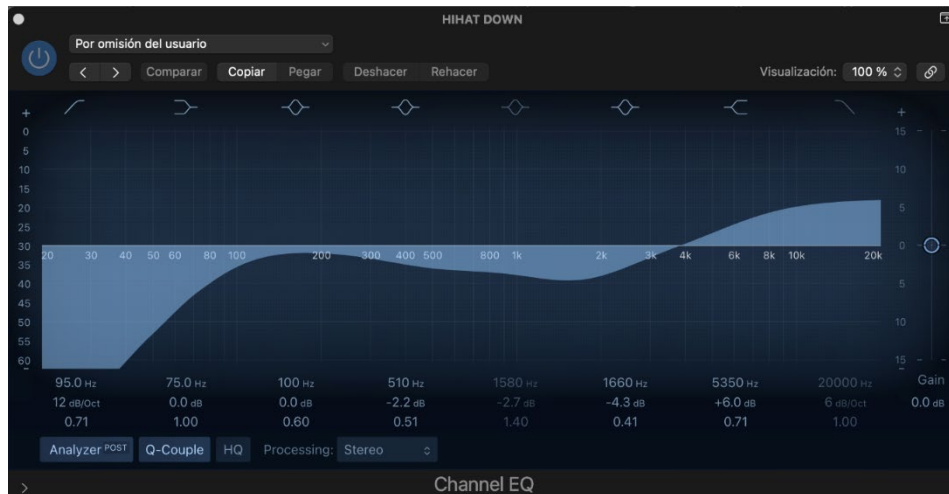 HIHAT DOWN
Por omisión del usuario
Comparar Copiar Pegar Deshacer Rehacer Visualización: 100 %
+ +
0 15
5
10 10
15
20 5
25
30 0
20 30 40 50 60 80 100 200 300 400 500 800 1k 2k 3k 4k 6k 8k 10k 20k
35
40 5
45
50 10
55
60 15
- -
95.0 Hz 75.0 Hz 100 Hz 510 Hz 1580 Hz 1660 Hz 5350 Hz 20000 Hz Gain
12 dB/Oct 0.0 dB 0.0 dB -2.2 dB -2.7 dB -4.3 dB +6.0 dB 6 dB/Oct 0.0 dB
0.71 1.00 0.60 0.51 1.40 0.41 0.71 1.00
Analyzer POST Q-Couple HQ Processing: Stereo
Channel EQ